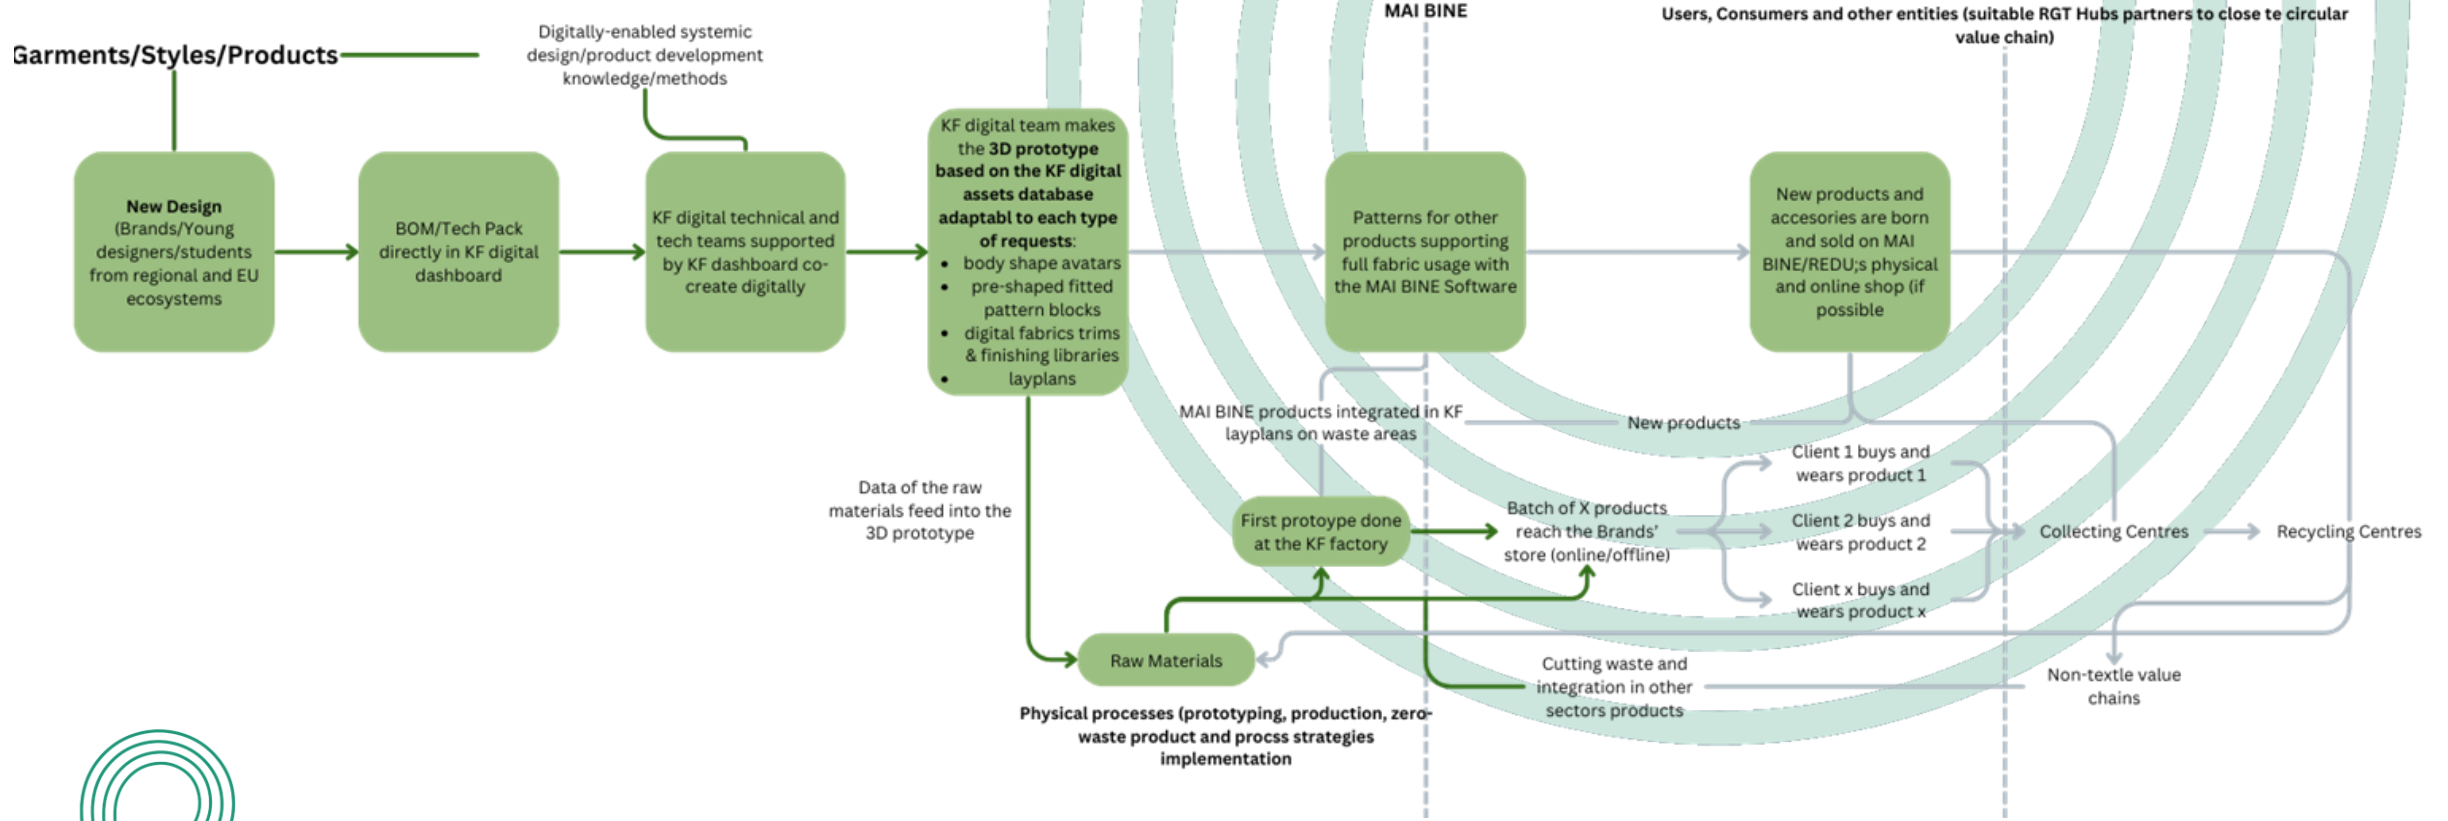 MAI BINE
Users, Consumers and other entities (suitable RGT Hubs partners to close te circular
value chain)
Garments/Styles/Products
Digitally-enabled systemic
design/product development
knowledge/methods
New Design
(Brands/Young
designers/students
from regional and EU
ecosystems
BOM/Tech Pack
directly in KF digital
dashboard
KF digital technical and
tech teams supported
by KF dashboard co-
create digitally
KF digital team makes
the 3D prototype
based on the KF digital
assets database
adaptabl to each type
of requests:
• body shape avatars
• pre-shaped fitted
pattern blocks
• digital fabrics trims
& finishing libraries
• layplans
Patterns for other
products supporting
full fabric usage with
the MAI BINE Software
New products and
accesories are born
and sold on MAI
BINE/REDU;s physical
and online shop (if
possible
MAI BINE products integrated in KF
layplans on waste areas
New products
Data of the raw
materials feed into the
3D prototype
First protoype done
at the KF factory
Batch of X products
reach the Brands’
store (online/offline)
Client 1 buys and
wears product 1
Client 2 buys and
wears product 2
Client x buys and
wears product x
Collecting Centres
Recycling Centres
Raw Materials
Cutting waste and
integration in other
sectors products
Non-textle value
chains
Physical processes (prototyping, production, zero-
waste product and procss strategies
implementation